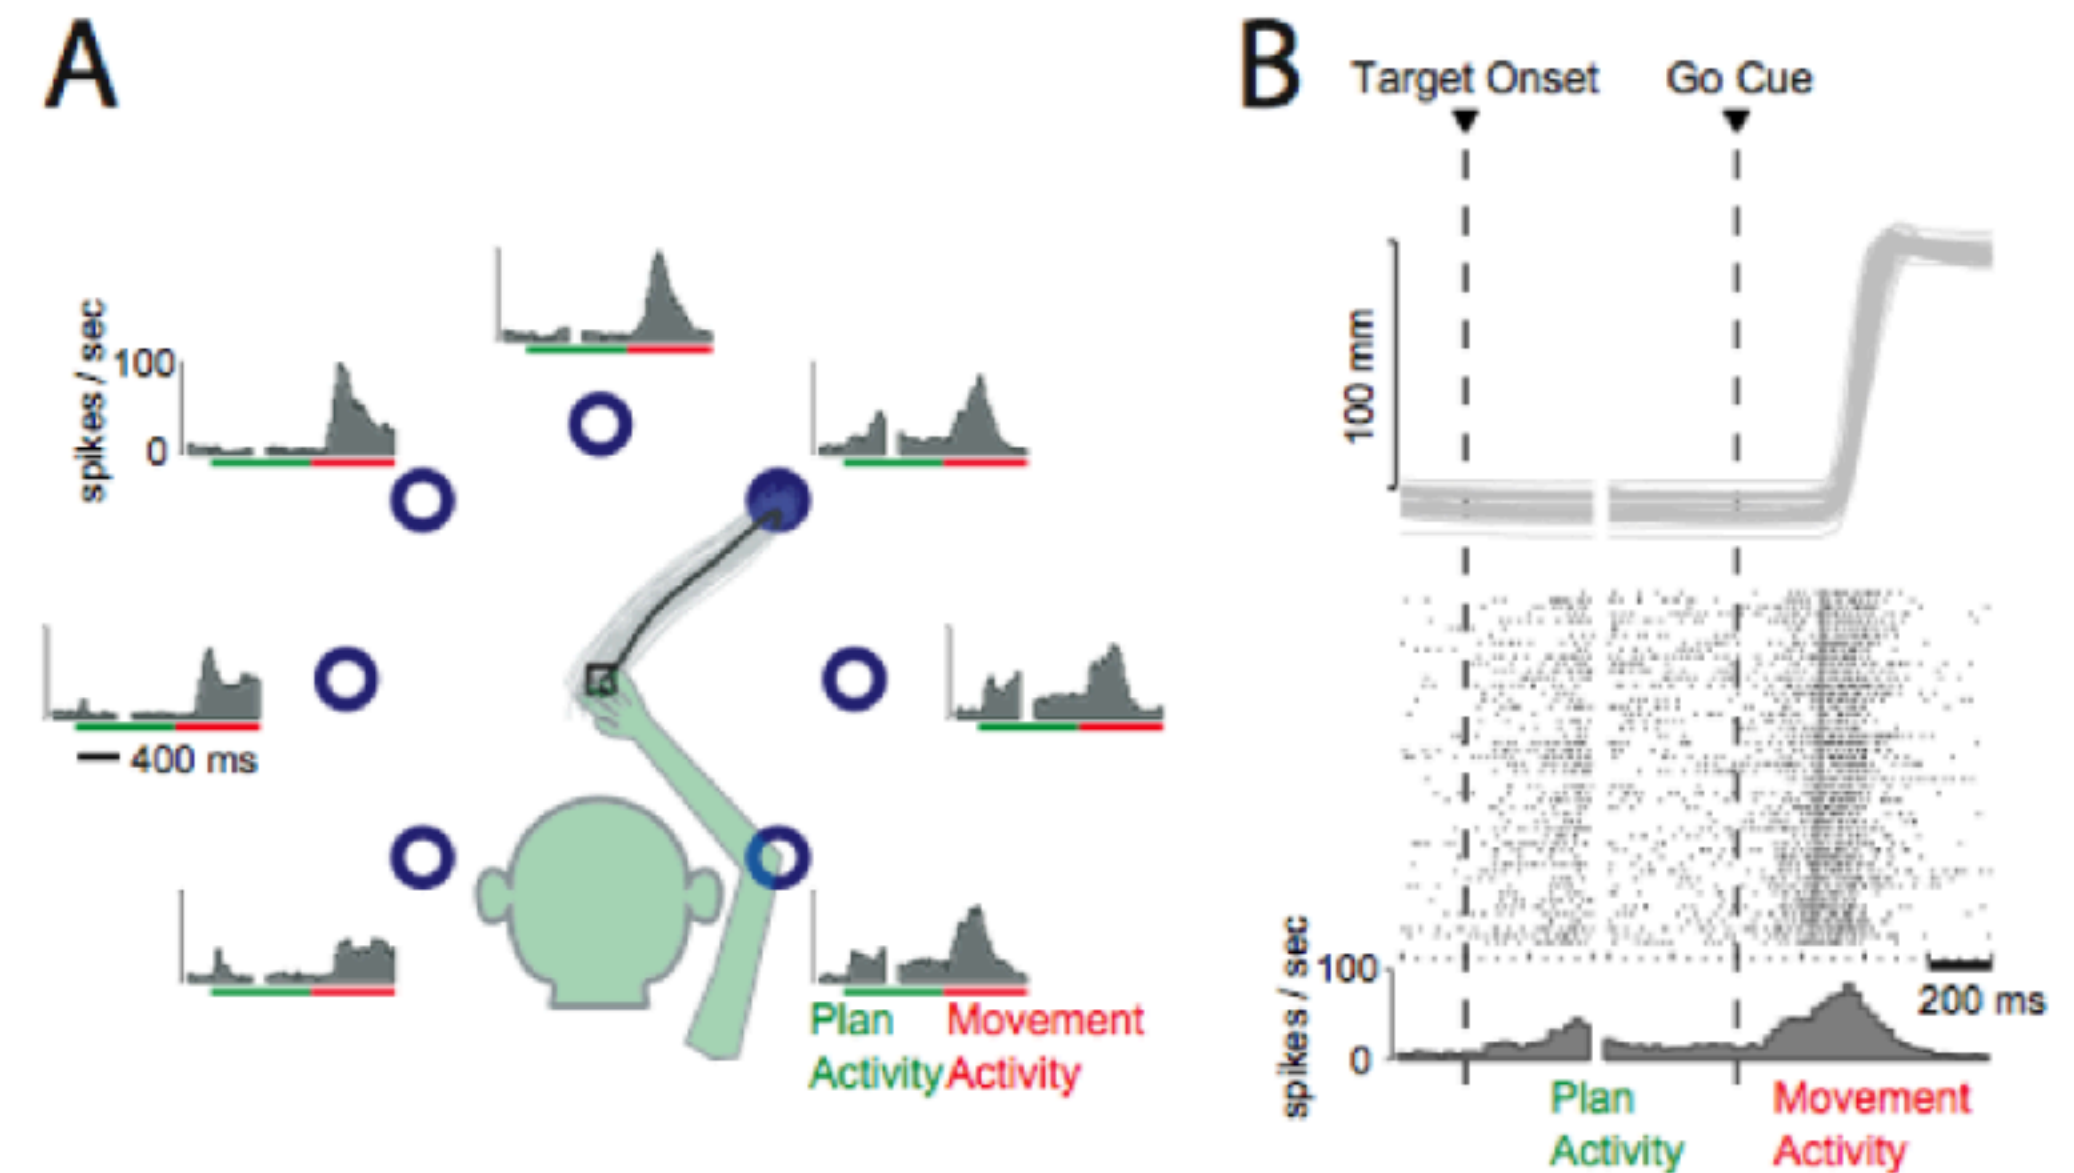 A
spikes / sec
100
0
400 ms
Plan Movement
Activity Activity
B
Target Onset Go Cue
100 mm
spikes / sec
100
0
200 ms
Plan Movement
Activity Activity